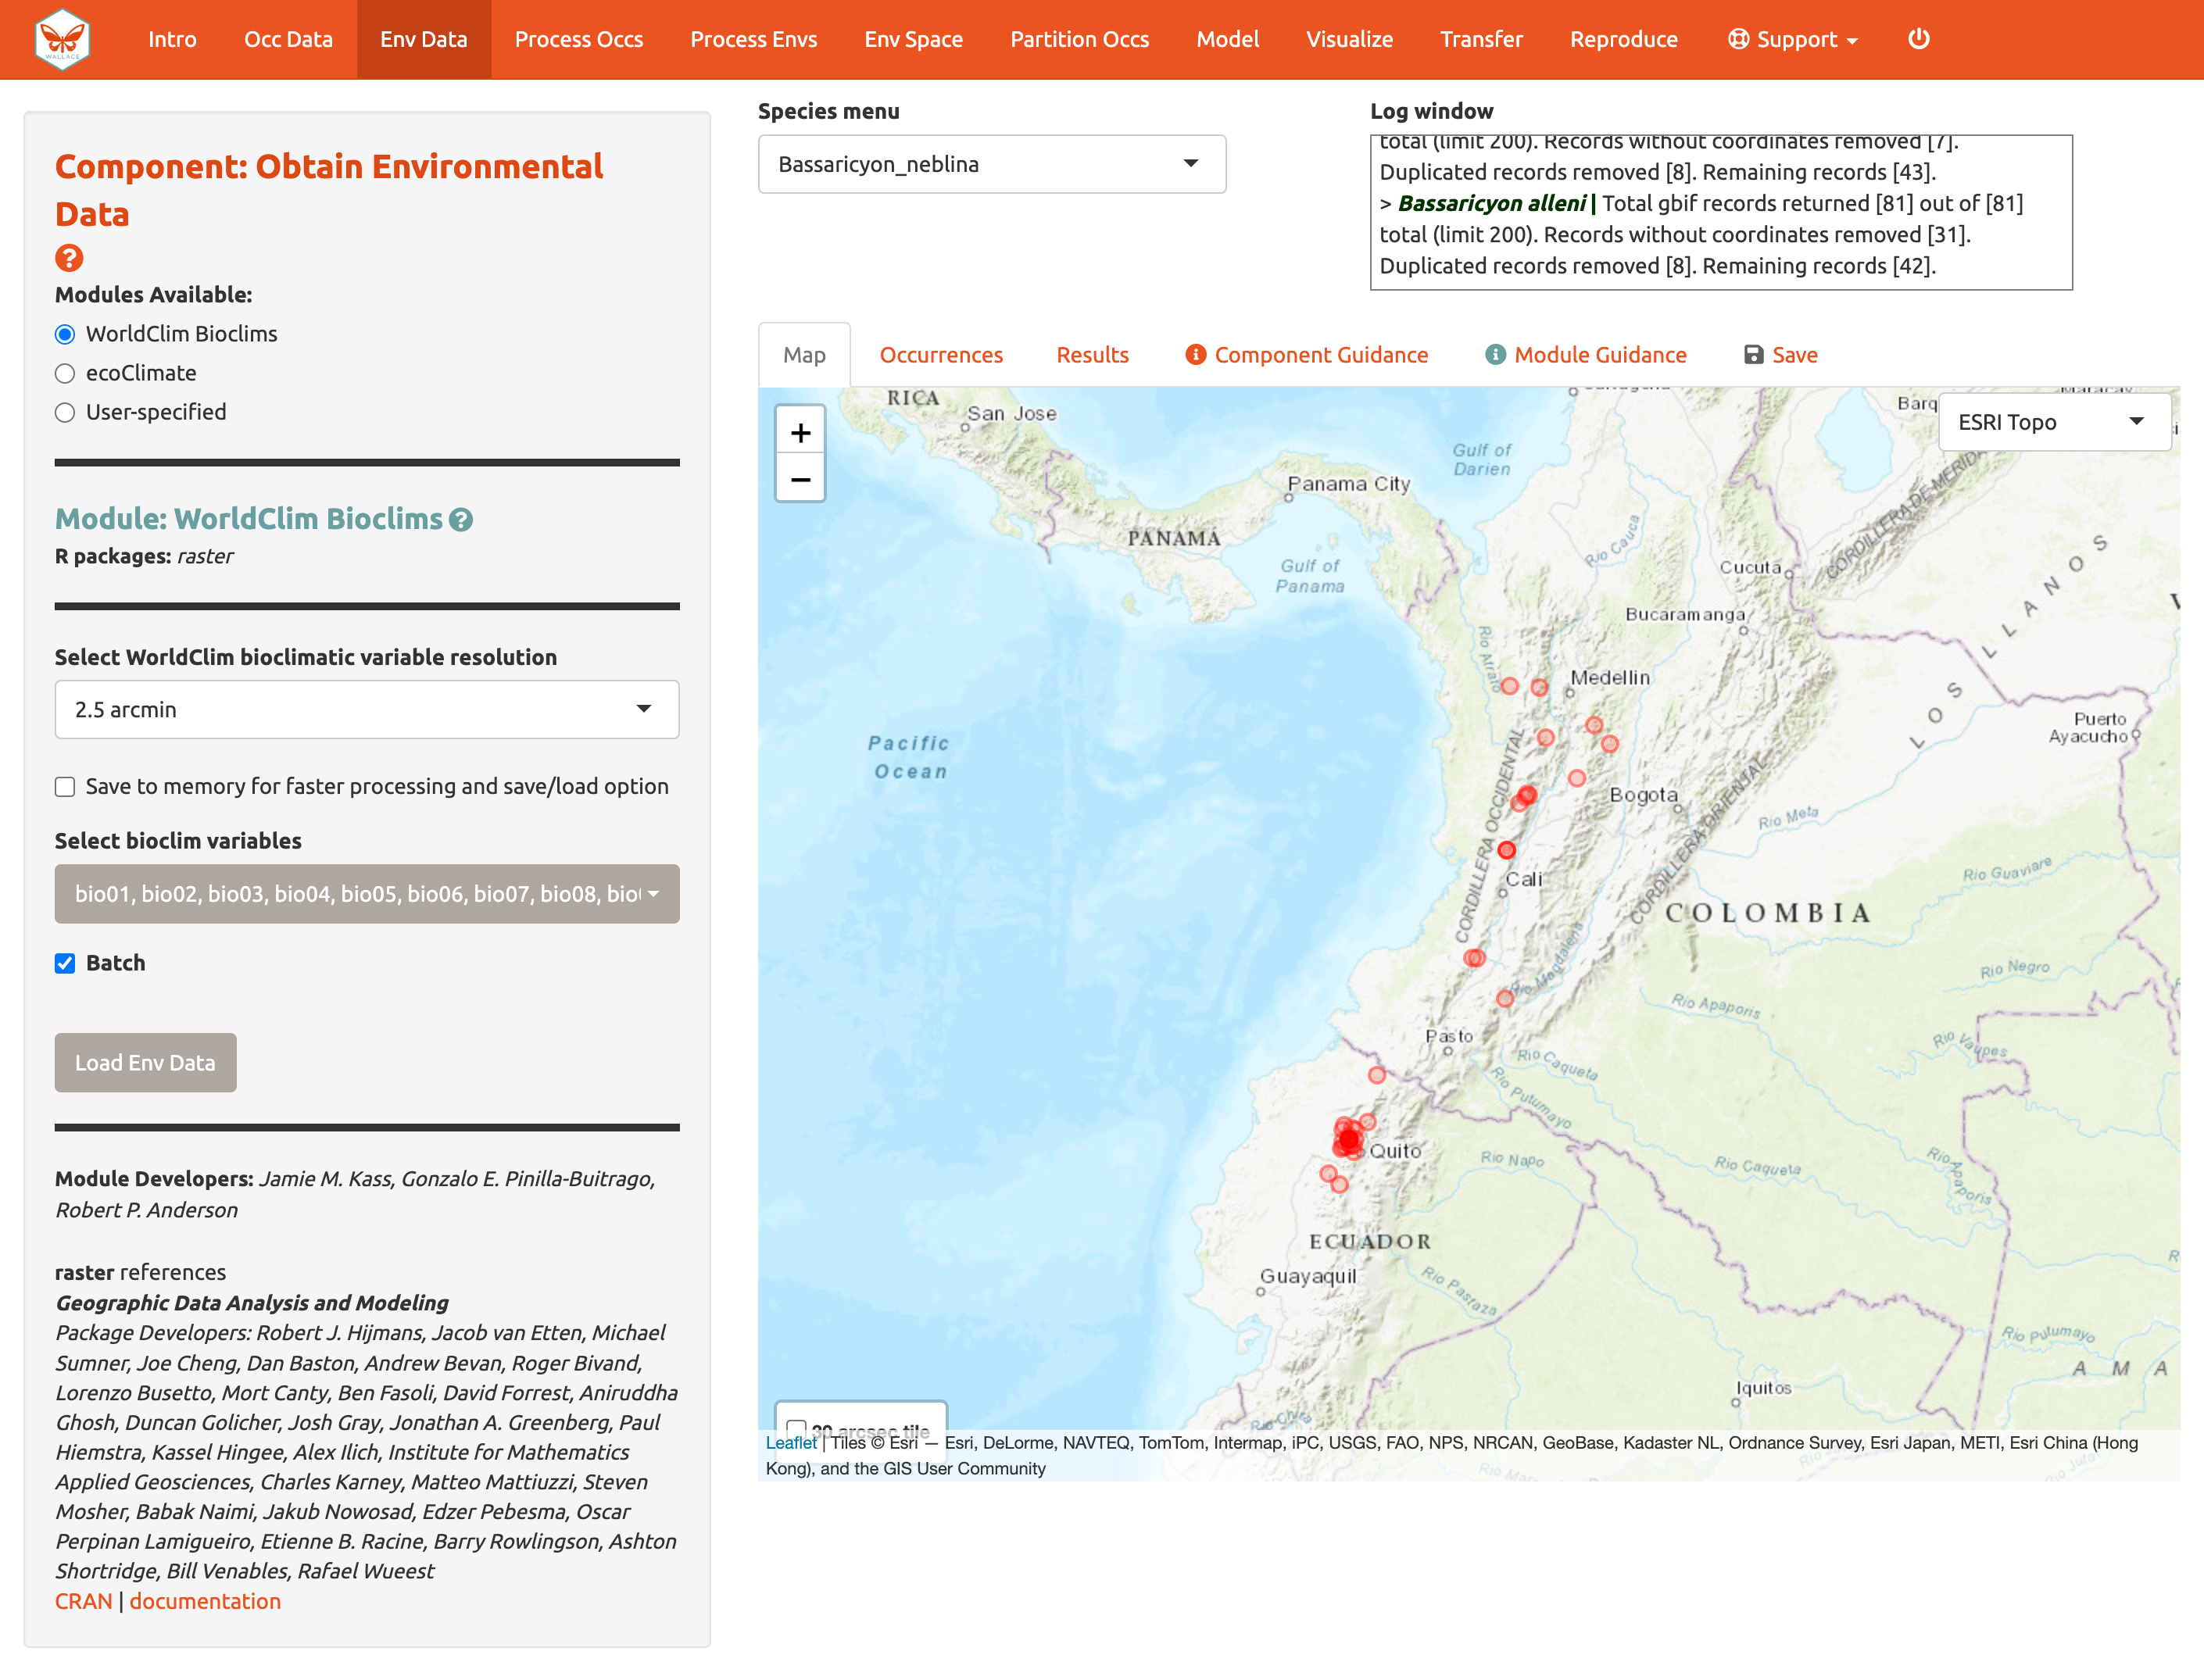 WALLACE
Intro Occ Data Env Data Process Occs Process Envs Env Space Partition Occs Model Visualize Transfer Reproduce Support
Component: Obtain Environmental
Data
Modules Available:
WorldClim Bioclims
ecoClimate
User-specified
Module: WorldClim Bioclims
R packages: raster
Select WorldClim bioclimatic variable resolution
2.5 arcmin
Save to memory for faster processing and save/load option
Select bioclim variables
bio01, bio02, bio03, bio04, bio05, bio06, bio07, bio08,
Batch
Load Env Data
Module Developers: Jamie M. Kass, Gonzalo E. Pinilla-Buitrago,
Robert P. Anderson
raster references
Geographic Data Analysis and Modeling
Package Developers: Robert J. Hijmans, Jacob van Etten, Michael
Sumner, Joe Cheng, Dan Baston, Andrew Bevan, Roger Bivand,
Lorenzo Busetto, Mort Canty, Ben Fasoli, David Forrest, Aniruddha
Ghosh, Duncan Golicher, Josh Gray, Jonathan A. Greenberg, Paul
Hiemstra, Kassel Hingee, Alex Ilich, Institute for Mathematics
Applied Geosciences, Charles Karney, Matteo Mattiuzzi, Steven
Mosher, Babak Naimi, Jakub Nowosad, Edzer Pebesma, Oscar
Perpinan Lamigueiro, Etienne B. Racine, Barry Rowlingson, Ashton
Shortridge, Bill Venables, Rafael Wueest
CRAN | documentation
Species menu
Bassaricyon_neblina
Log window
total (limit 200). Records without coordinates removed [7].
Duplicated records removed [8]. Remaining records [43].
> Bassaricyon alleni | Total gbif records returned [81] out of [81]
total (limit 200). Records without coordinates removed [31].
Duplicated records removed [8]. Remaining records [42].
Map Occurrences Results Component Guidance Module Guidance Save
+
−
ESRI Topo
RICA
San Jose
Barq
Gulf of
Darien
Panama City
PANAMA
Gulf of
Panama
Rio Cauca
Cucuta
CORDILLERA DE MERIDA
LLANOS
LOS
Bucaramanga
Rio Atrato
Medellin
Puerto
Ayacucho
Pacific
Ocean
CORDILLERA OCCIDENTAL
Bogota
CORDILLERA ORIENTAL
Rio Meta
Rio Guaviare
Cali
COLOMBIA
Rio Magdalena
Rio Negro
Rio Apaporis
Pasto
Rio Caqueta
Rio Vaupes
Rio Putumayo
Quito
Rio Napo
Rio Caqueta
Rio Apaporis
ECUADOR
Guayaquil
Rio Pastaza
Rio Putumayo
AMA
Iquitos
Rio Chira
30 arcsec tile
Leaflet | Tiles © Esri — Esri, DeLorme, NAVTEQ, TomTom, Intermap, iPC, USGS, FAO, NPS, NRCAN, GeoBase, Kadaster NL, Ordnance Survey, Esri Japan, METI, Esri China (Hong
Kong), and the GIS User Community